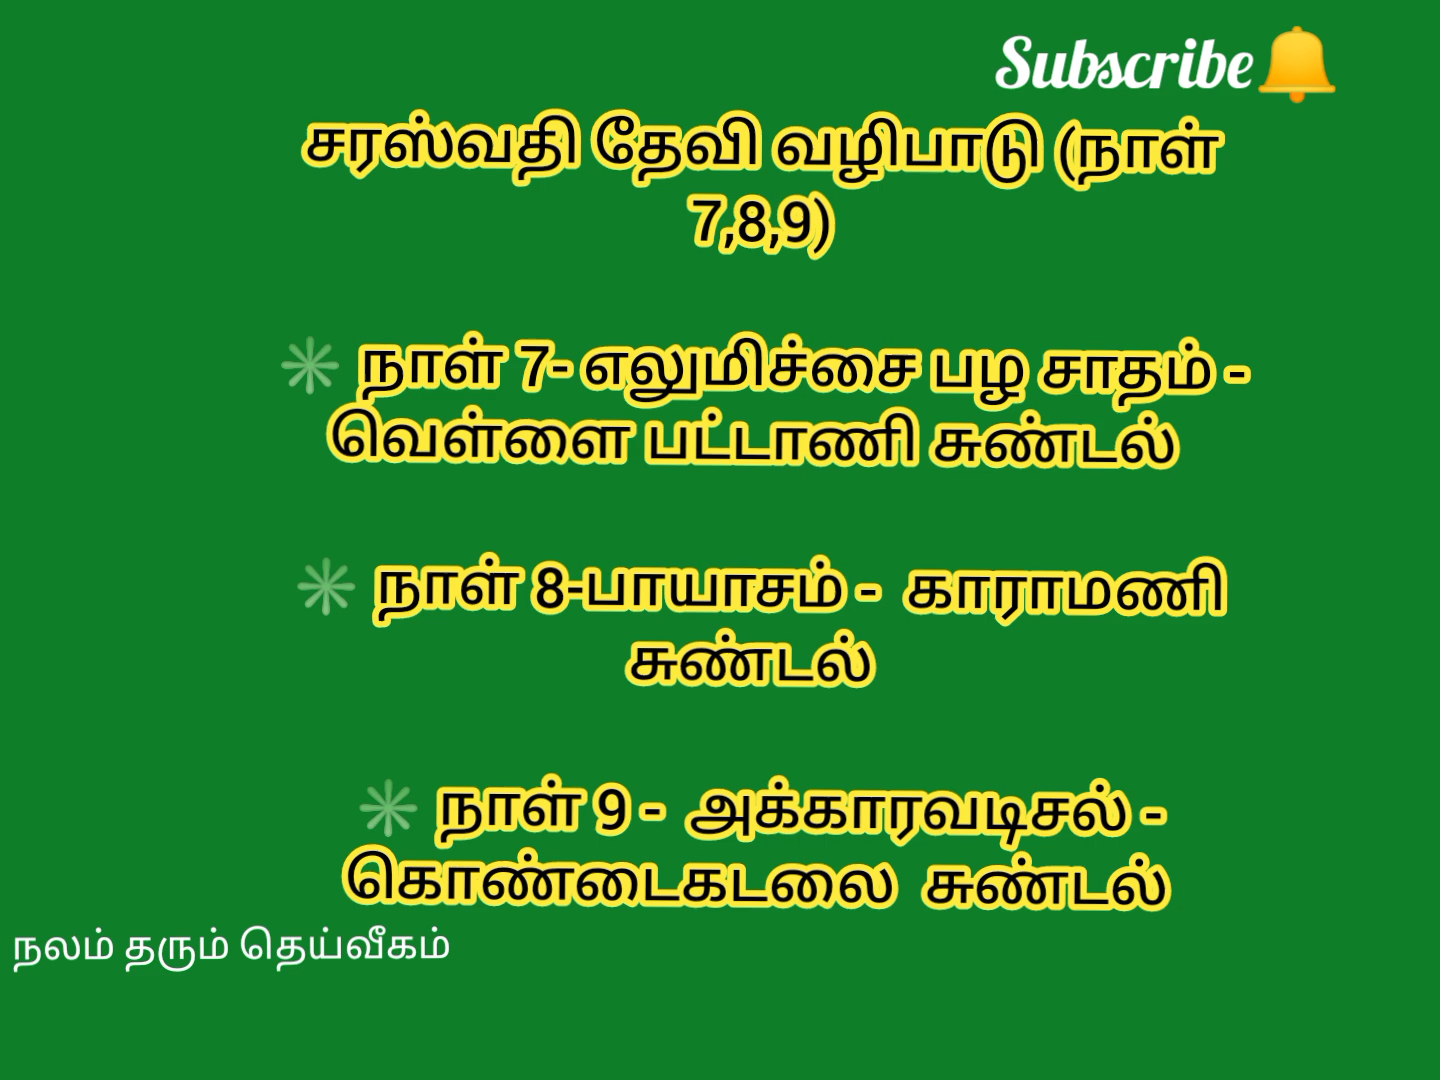 Subscribe
சரஸ்வதி தேவி வழிபாடு (நாள்
7,8,9)
✳ நாள் 7- எலுமிச்சை பழ சாதம் -
வெள்ளை பட்டாணி சுண்டல்
✳ நாள் 8-பாயாசம் - காராமணி
சுண்டல்
✳ நாள் 9 - அக்காரவடிசல் -
கொண்டைகடலை சுண்டல்
நலம் தரும் தெய்வீகம்